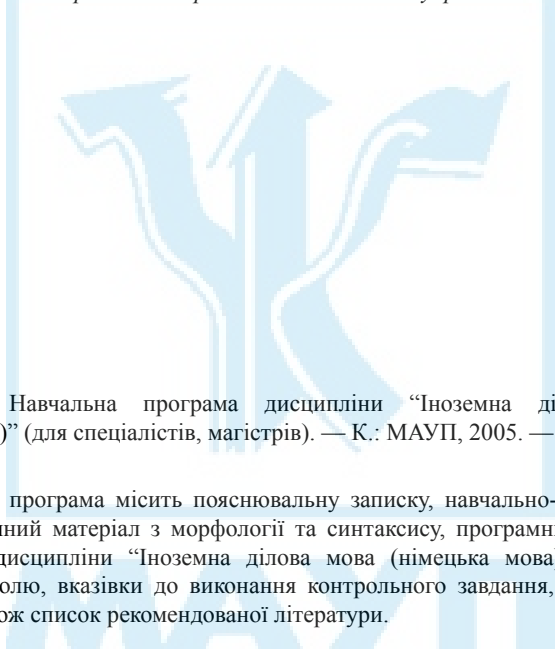 Навчальна програма дисципліни “Іноземна ді
)” (для спеціалістів, магістрів). — К.: МАУП, 2005. —
програма місить пояснювальну записку, навчально-
ний матеріал з морфології та синтаксису, програмн
дисципліни “Іноземна ділова мова (німецька мова
олю, вказівки до виконання контрольного завдання,
ож список рекомендованої літератури.
МАУП